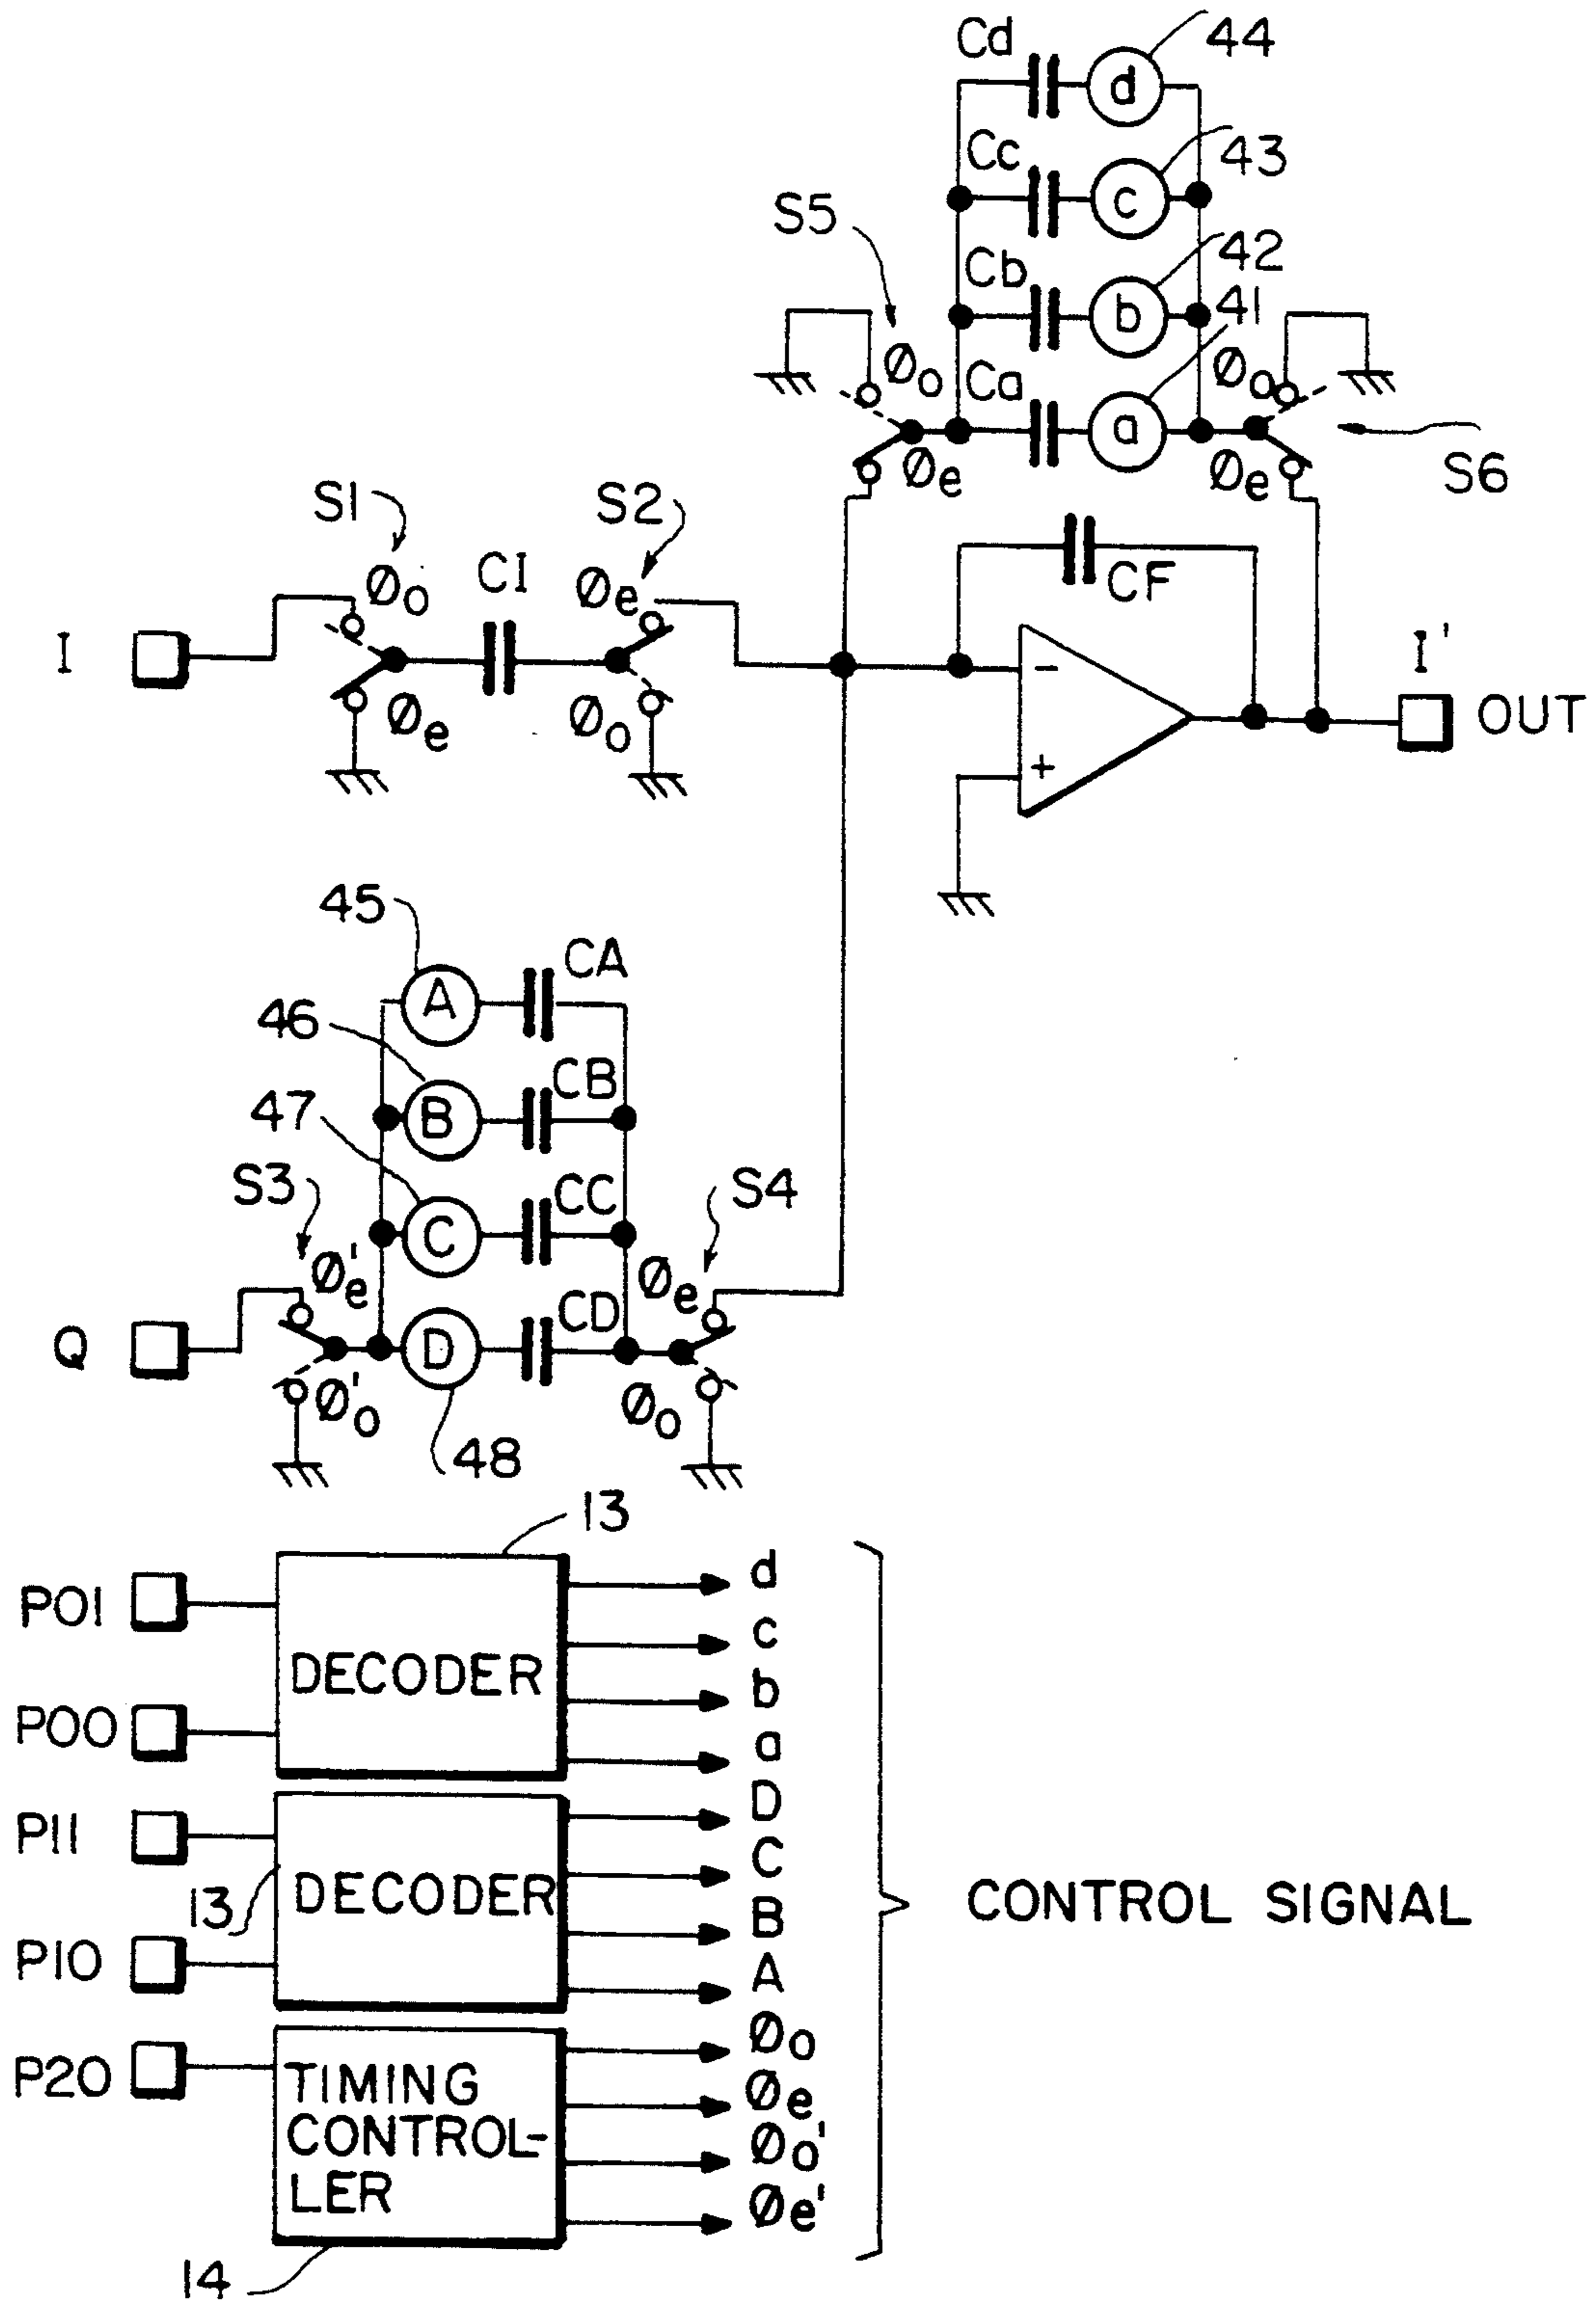 Cd
44
d
Cc
43
c
S5
Cb
42
b
41
Øo
Ca
Øo
a
Øe
Øe
S6
S1
S2
CI
Øo
Øe
CF
I
I'
Øe
Øo
OUT
−
+
45
CA
A
46
CB
B
47
S3
CC
S4
C
Øe'
Øe
CD
Q
D
Øo'
Øo
48
13
d
P01
c
DECODER
b
P00
a
D
P11
C
DECODER
13
B
CONTROL SIGNAL
P10
A
Øo
P20
TIMING
Øe
CONTROL-
Øo'
LER
Øe'
14